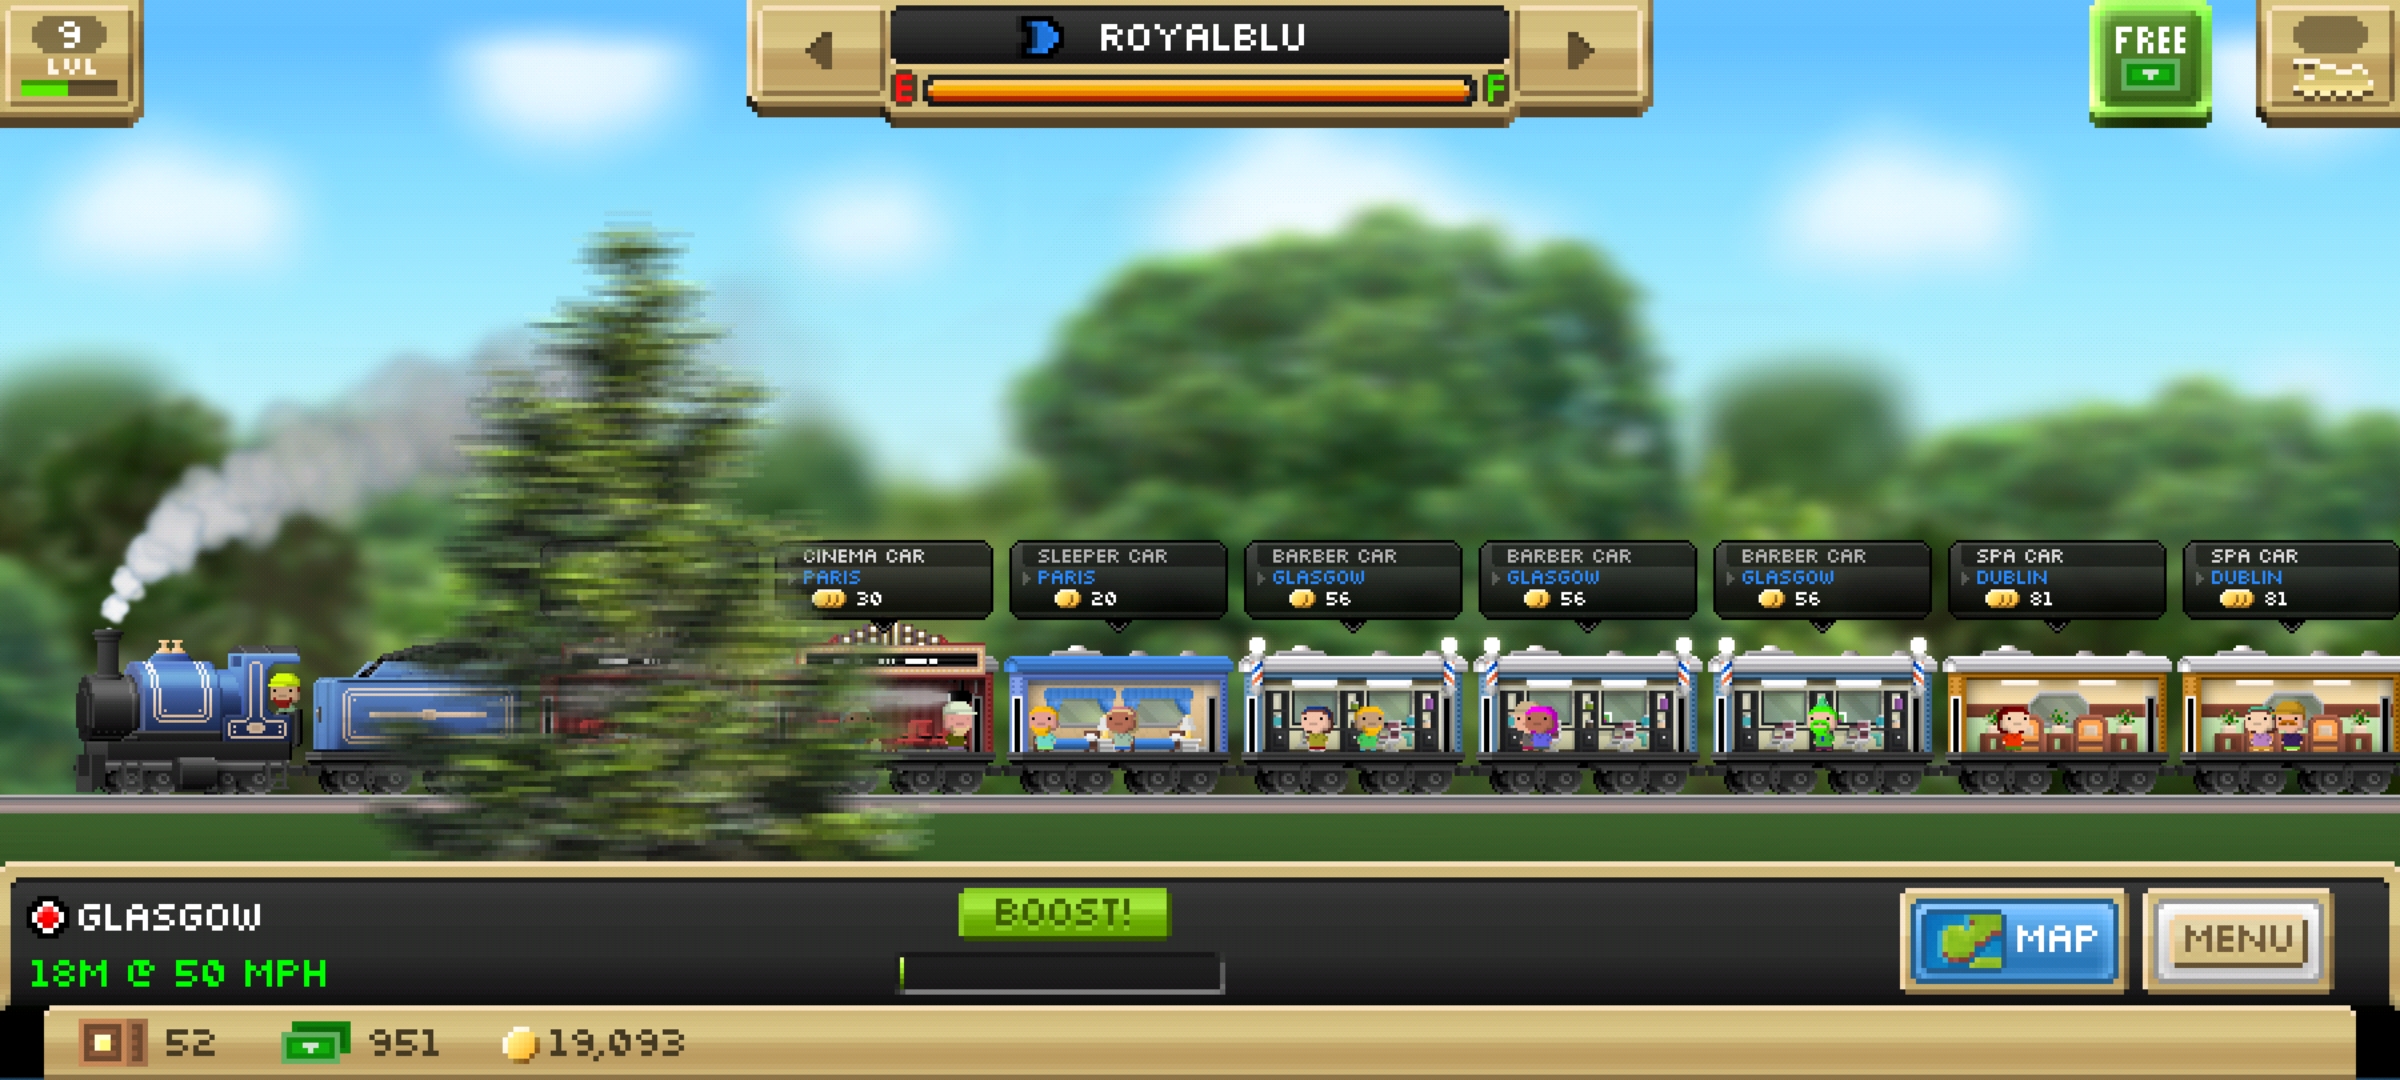 9
LVL
ROYALBLU
E
F
FREE
CINEMA CAR
PARIS
30
SLEEPER CAR
PARIS
20
BARBER CAR
GLASGOW
56
BARBER CAR
GLASGOW
56
BARBER CAR
GLASGOW
56
SPA CAR
DUBLIN
81
SPA CAR
DUBLIN
81
GLASGOW
18M @ 50 MPH
BOOST!
MAP
MENU
52
951
19,093